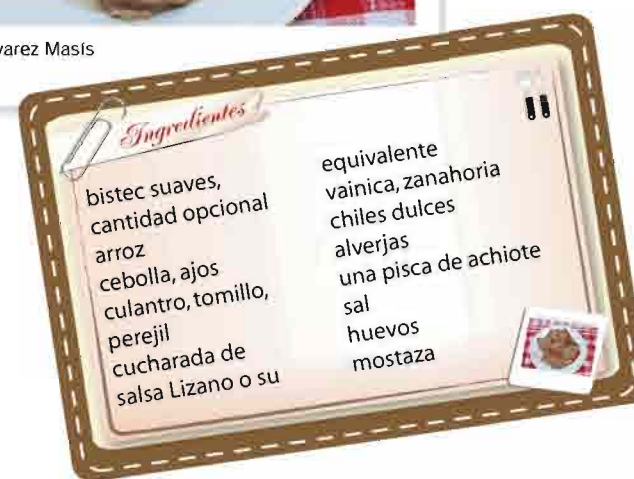 varez Masís
Ingredientes
bistec suaves,
cantidad opcional
arroz
cebolla, ajos
culantro, tomillo,
perejil
cucharada de
salsa Lizano o su
equivalente
vainica, zanahoria
chiles dulces
alverjas
una pisca de achiote
sal
huevos
mostaza